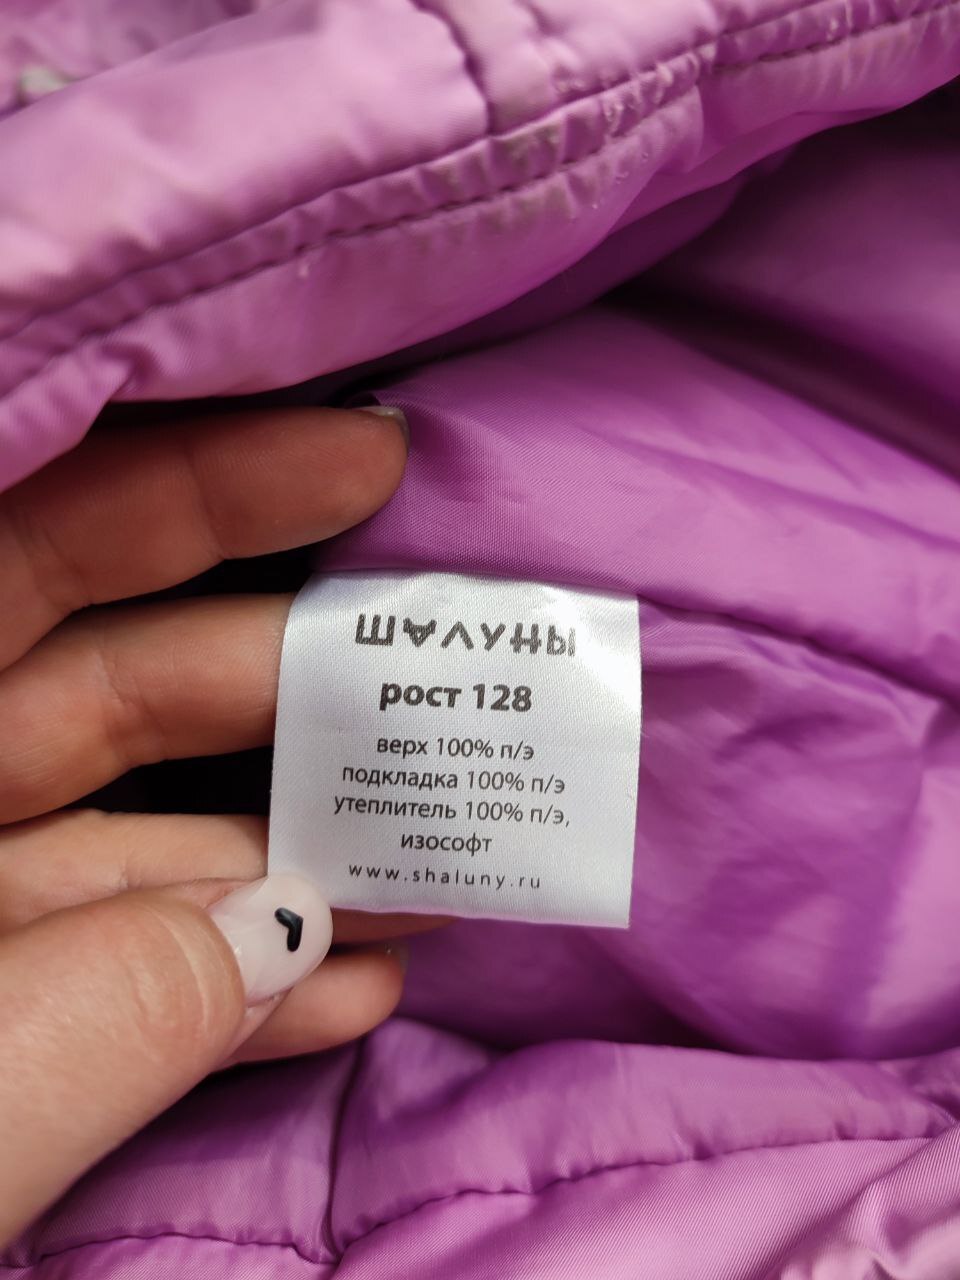 ШАЛУНЫ
рост 128
верх 100% п/э
подкладка 100% п/э
утеплитель 100% п/э,
изософт
www.shaluny.ru